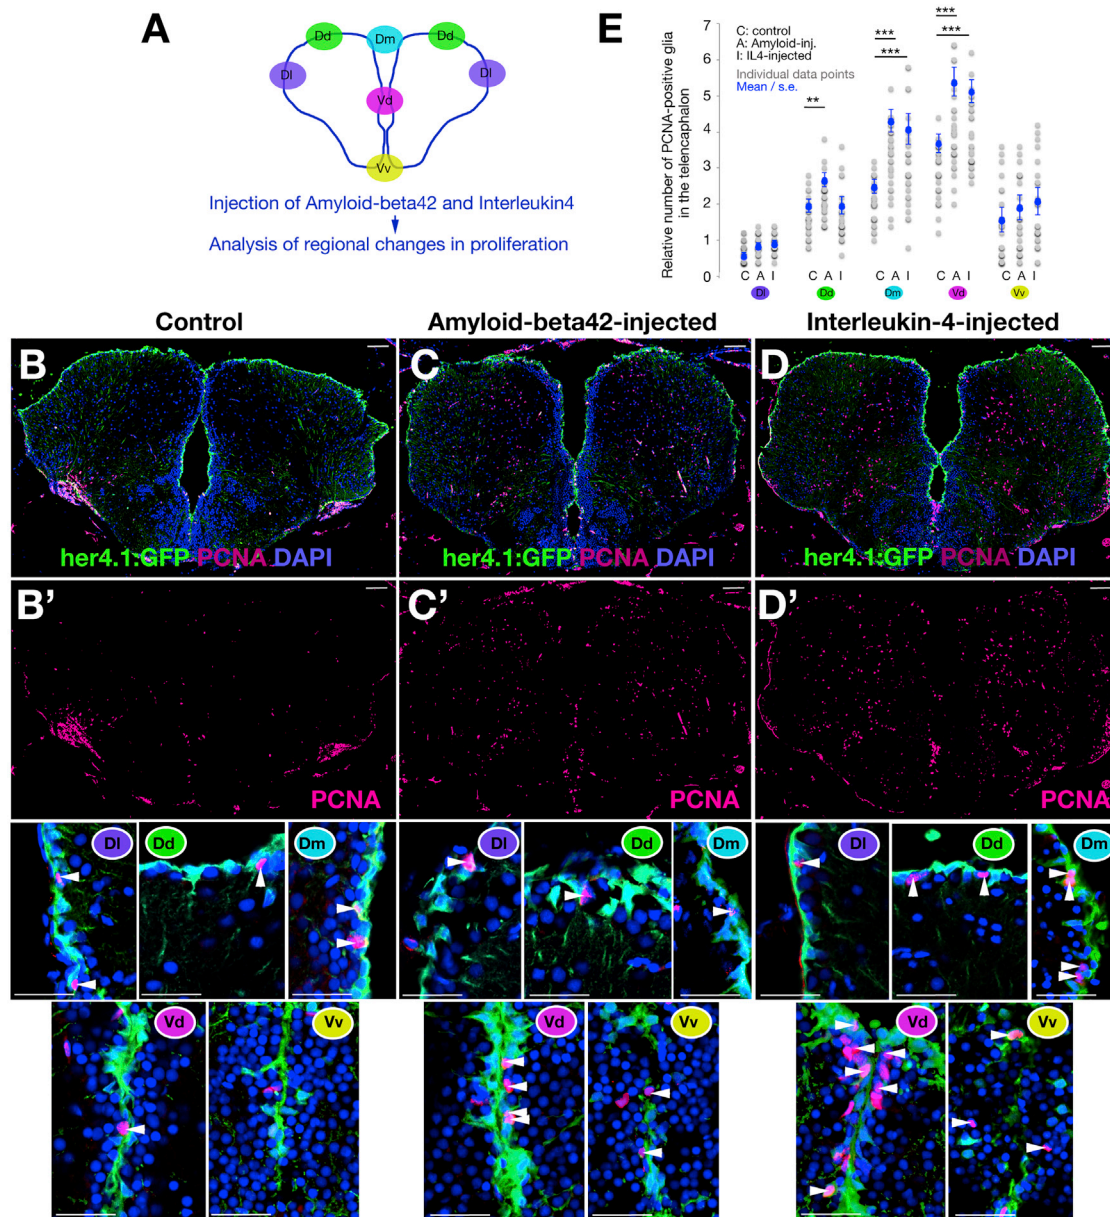 A
Dd
Dm
Dd
Dl
Dl
Vd
Vv
Injection of Amyloid-beta42 and Interleukin4
Analysis of regional changes in proliferation
E
Relative number of PCNA-positive glia
in the telencaphalon
7
6
5
4
3
2
1
0
C: control
A: Amyloid-inj.
I: IL4-injected
Individual data points
Mean / s.e.
**
***
***
***
***
C A I
C A I
C A I
C A I
C A I
Dl
Dd
Dm
Vd
Vv
Control
Amyloid-beta42-injected
Interleukin-4-injected
B
her4.1:GFP PCNA DAPI
C
her4.1:GFP PCNA DAPI
D
her4.1:GFP PCNA DAPI
B'
PCNA
C'
PCNA
D'
PCNA
Dl
Dd
Dm
Dl
Dd
Dm
Dl
Dd
Dm
Vd
Vv
Vd
Vv
Vd
Vv